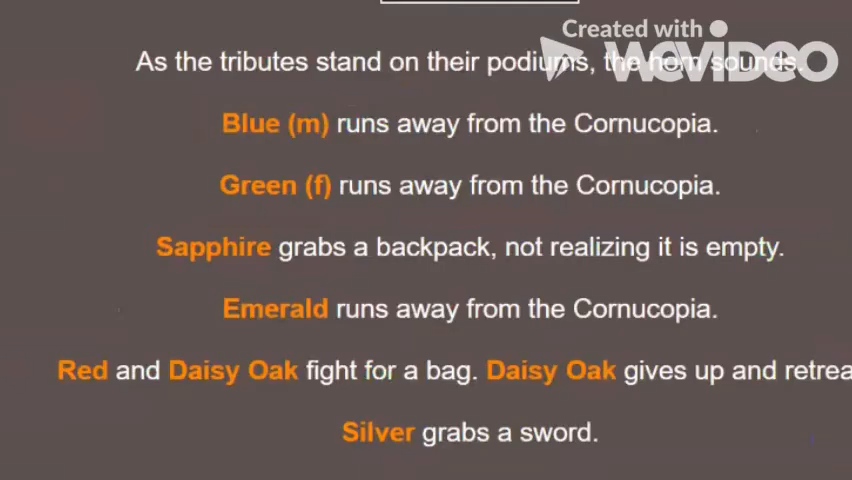 Created with
WEVIDEO
As the tributes stand on their podiums, the horn sounds.
Blue (m) runs away from the Cornucopia.
Green (f) runs away from the Cornucopia.
Sapphire grabs a backpack, not realizing it is empty.
Emerald runs away from the Cornucopia.
Red and Daisy Oak fight for a bag. Daisy Oak gives up and retrea
Silver grabs a sword.